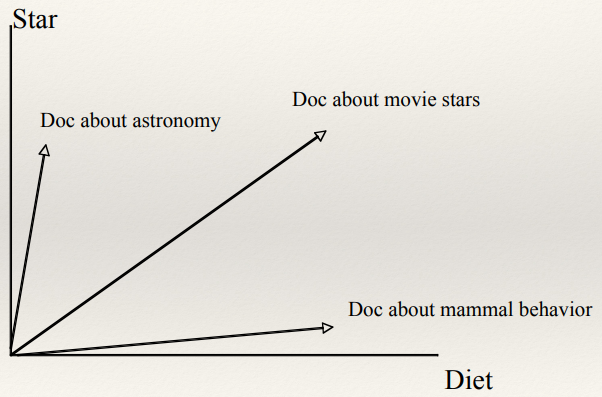 Star
Doc about movie stars
Doc about astronomy
Doc about mammal behavior
Diet